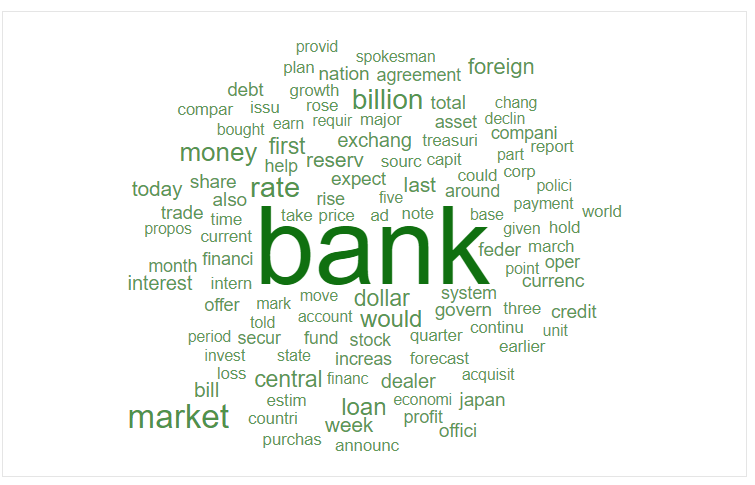 provid
spokesman
plan nation agreement foreign
debt growth billion total chang
compar issu rose requir major asset declin
bought earn exchang treasuri compani
money first reserv sourc capit part report
help expect last could corp
today share rate around polici
also rise five payment
trade time take price ad note base world
propos current bank given hold
financi feder march
month point oper
interest intern currenc
offer mark move dollar system
told account would govern three credit
period secur fund stock quarter continu unit
invest state increas forecast earlier
loss central financ dealer acquisit
bill estim loan economi japan
market countri week profit
purchas announc offici